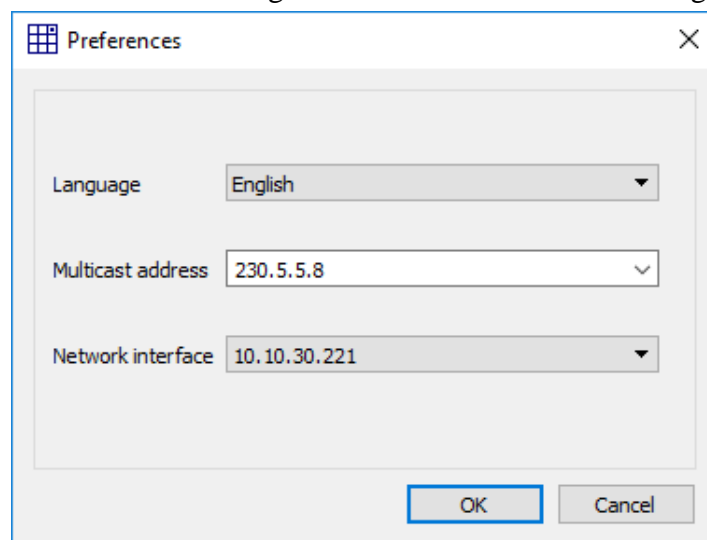 Preferences
Language English
Multicast address 230.5.5.8
Network interface 10.10.30.221
OK Cancel